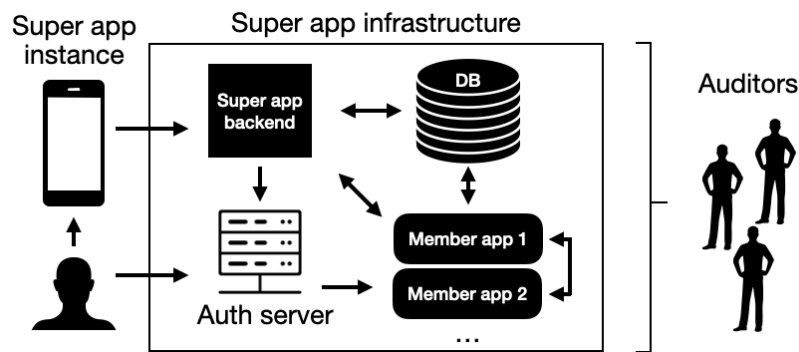 Super app
instance
Super app infrastructure
Super app
backend
DB
Auditors
Member app 1
Member app 2
Auth server
...